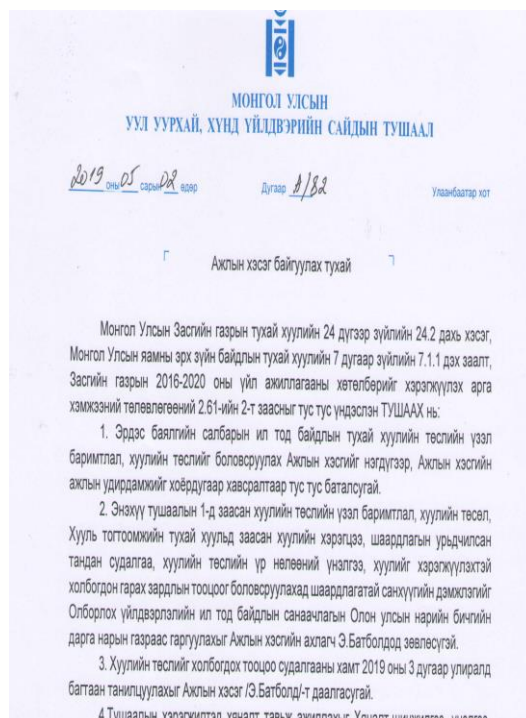 МОНГОЛ УЛСЫН
УУЛ УУРХАЙ, ХҮНД ҮЙЛДВЭРИЙН САЙДЫН ТУШААЛ
2019 оны 05 сарын 02 өдөр Дугаар А/82 Улаанбаатар хот
Ажлын хэсэг байгуулах тухай
Монгол Улсын Засгийн газрын тухай хуулийн 24 дүгээр зүйлийн 24.2 дахь хэсэг,
Монгол Улсын яамны эрх зүйн байдлын тухай хуулийн 7 дугаар зүйлийн 7.1.1 дэх заалт,
Засгийн газрын 2016-2020 оны үйл ажиллагааны хөтөлбөрийг хэрэгжүүлэх арга
хэмжээний төлөвлөгөөний 2.61-ийн 2-т заасныг тус тус үндэслэн ТУШААХ нь:
1. Эрдэс баялгийн салбарын ил тод байдлын тухай хуулийн төслийн үзэл
баримтлал, хуулийн төслийг боловсруулах Ажлын хэсгийг нэгдүгээр, Ажлын хэсгийн
ажлын удирдамжийг хоёрдугаар хавсралтаар тус тус баталсугай.
2. Энэхүү тушаалын 1-д заасан хуулийн төслийн үзэл баримтлал, хуулийн төсөл,
Хууль тогтоомжийн тухай хуульд заасан хуулийн хэрэгцээ, шаардлагын урьдчилсан
тандан судалгаа, хуулийн төслийн үр нөлөөний үнэлгээ, хуулийг хэрэгжүүлэхтэй
холбогдон гарах зардлын тооцоог боловсруулахад шаардлагатай санхүүгийн дэмжлэгийг
Олборлох үйлдвэрлэлийн ил тод байдлын санаачлагын Олон улсын нарийн бичгийн
дарга нарын газраас гаргуулахыг Ажлын хэсгийн ахлагч Э.Батболдод зөвлөсүгэй.
3. Хуулийн төслийг холбогдох тооцоо судалгааны хамт 2019 оны 3 дугаар улиралд
багтаан танилцуулахыг Ажлын хэсэг /Э.Батболд/-т даалгасугай.
4.Тушаалын хэрэгжилтэд хяналт тавьж ажиллахыг